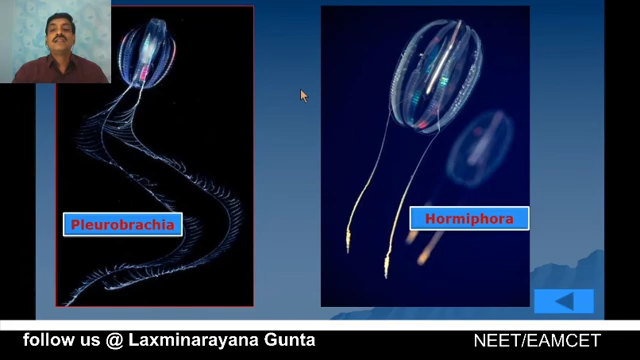 Pleurobrachia
Hormiphora
follow us @ Laxminarayana Gunta
NEET/EAMCET